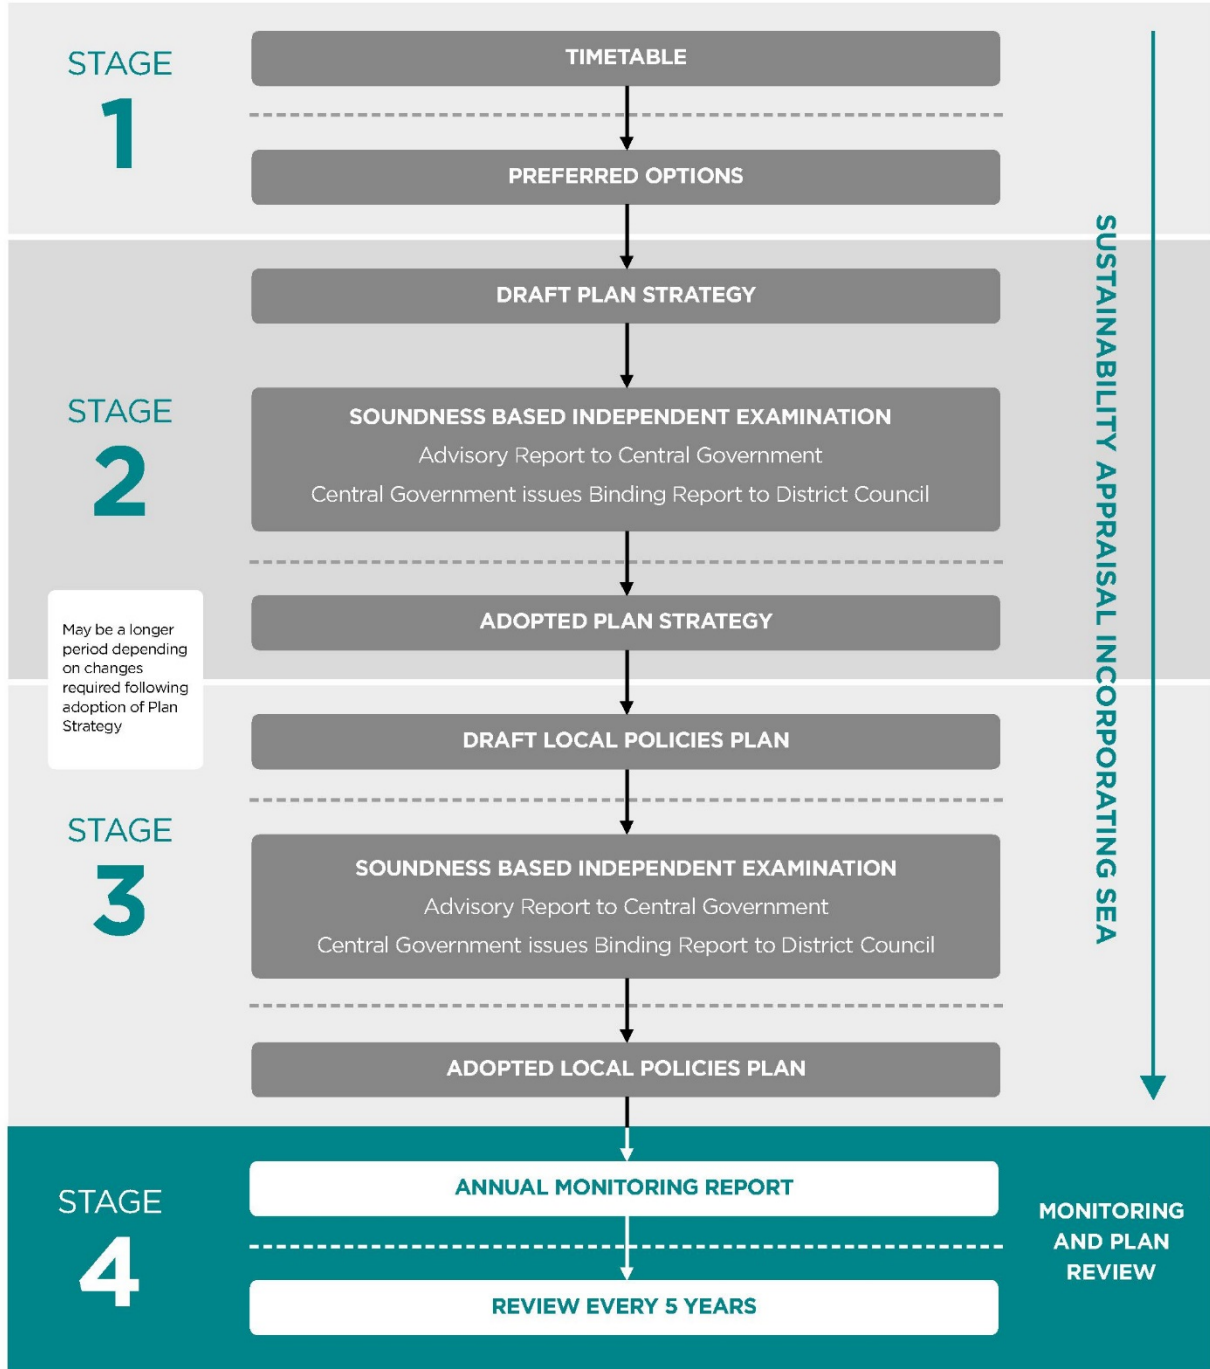 STAGE
1
TIMETABLE
PREFERRED OPTIONS
STAGE
2
DRAFT PLAN STRATEGY
SOUNDNESS BASED INDEPENDENT EXAMINATION
Advisory Report to Central Government
Central Government issues Binding Report to District Council
ADOPTED PLAN STRATEGY
May be a longer
period depending
on changes
required following
adoption of Plan
Strategy
STAGE
3
DRAFT LOCAL POLICIES PLAN
SOUNDNESS BASED INDEPENDENT EXAMINATION
Advisory Report to Central Government
Central Government issues Binding Report to District Council
ADOPTED LOCAL POLICIES PLAN
SUSTAINABILITY APPRAISAL INCORPORATING SEA
STAGE
4
ANNUAL MONITORING REPORT
REVIEW EVERY 5 YEARS
MONITORING
AND PLAN
REVIEW